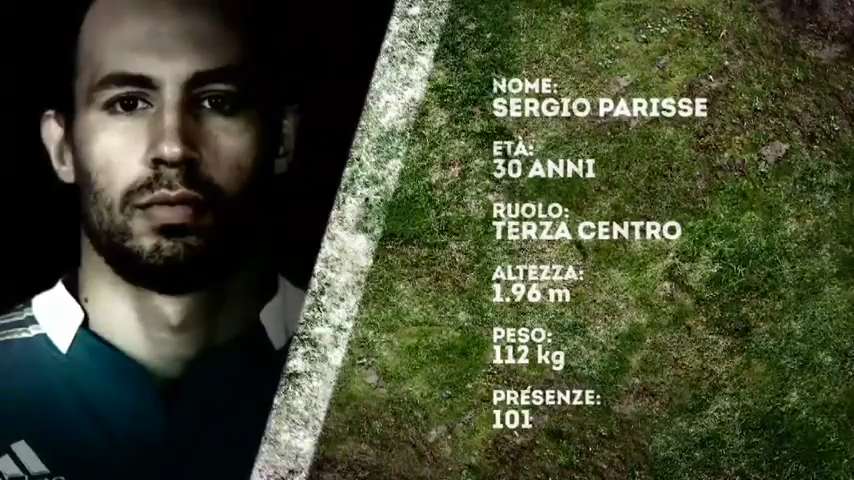 NOME:
SERGIO PARISSE
ETÀ:
30 ANNI
RUOLO:
TERZA CENTRO
ALTEZZA:
1.96 m
PESO:
112 kg
PRESENZE:
101